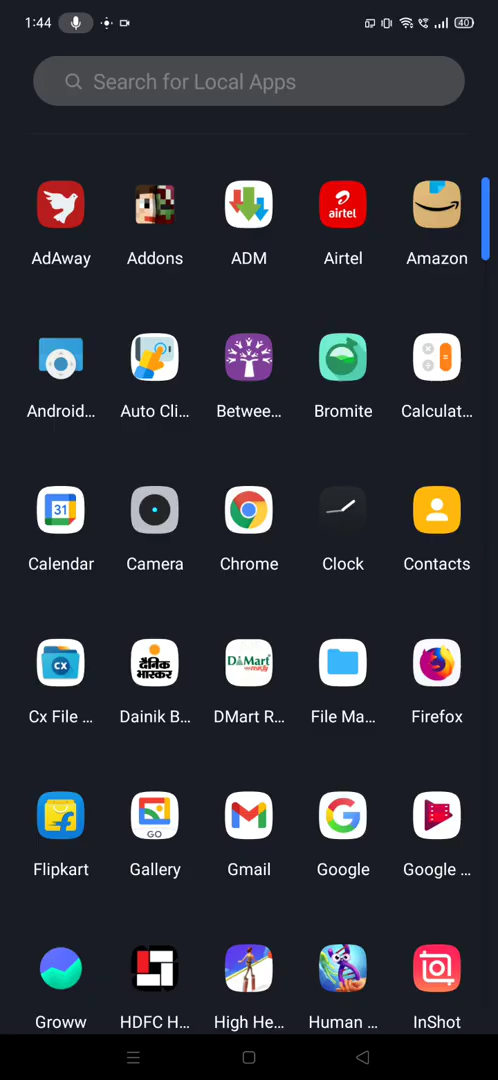 1:44
40
Search for Local Apps
airtel
AdAway
Addons
ADM
Airtel
Amazon
Android...
Auto Cli...
Betwee...
Bromite
Calculat...
31
Calendar
Camera
Chrome
Clock
Contacts
CX
दैनिक
भास्कर
DMart
Cx File ...
Dainik B...
DMart R...
File Ma...
Firefox
GO
Flipkart
Gallery
Gmail
Google
Google ...
Groww
HDFC H...
High He...
Human ...
InShot